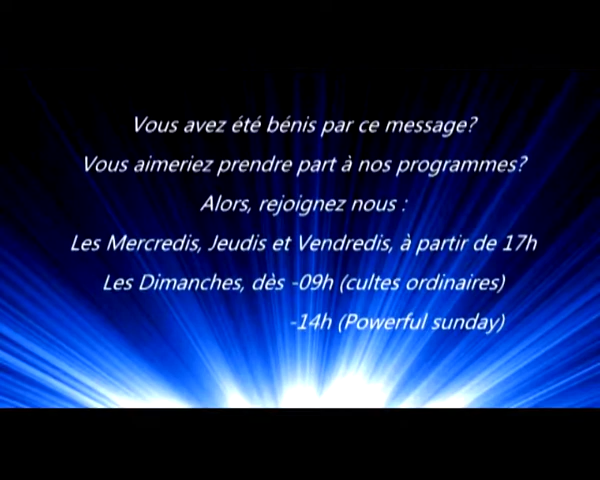 Vous avez été bénis par ce message?
Vous aimeriez prendre part à nos programmes?
Alors, rejoignez nous :
Les Mercredis, Jeudis et Vendredis, à partir de 17h
Les Dimanches, dès -09h (cultes ordinaires)
-14h (Powerful sunday)